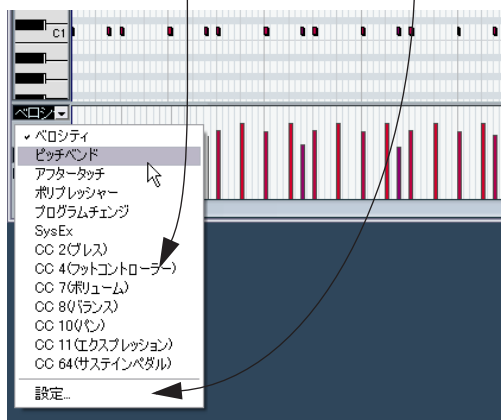 C1
ベロシ
ベロシティ
ピッチベンド
アフタータッチ
ポリプレッシャー
プログラムチェンジ
SysEx
CC 2(ブレス)
CC 4(フットコントローラー)
CC 7(ボリューム)
CC 8(バランス)
CC 10(パン)
CC 11(エクスプレッション)
CC 64(サステインペダル)
設定...